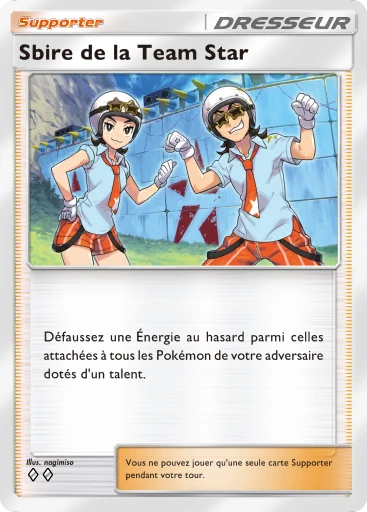 Supporter
DRESSEUR
Sbire de la Team Star
Défaussez une Énergie au hasard parmi celles
attachées à tous les Pokémon de votre adversaire
dotés d'un talent.
Illus. nagimiso
Vous ne pouvez jouer qu'une seule carte Supporter
pendant votre tour.